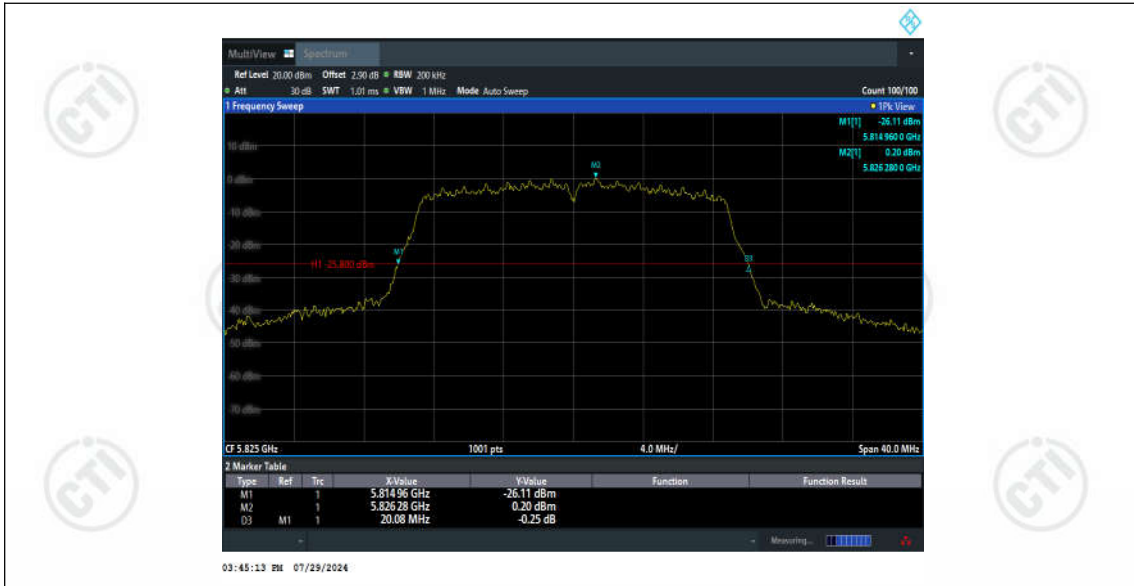 MultiView Spectrum
Ref Level 20.00 dBm Offset 2.90 dB RBW 200 kHz
Att 30 dB SWT 1.01 ms VBW 1 MHz Mode Auto Sweep Count 100/100
1 Frequency Sweep 1Pk View
M1[1] -26.11 dBm
5.814 960 0 GHz
10 dBm
M2[1] 0.20 dBm
5.826 280 0 GHz
M2
0 dBm
-10 dBm
-20 dBm
M1
D3
H1 -25.800 dBm
-30 dBm
-40 dBm
-50 dBm
-60 dBm
-70 dBm
CF 5.825 GHz 1001 pts 4.0 MHz/ Span 40.0 MHz
2 Marker Table
Type Ref Trc X-Value Y-Value Function Function Result
M1 1 5.814 96 GHz -26.11 dBm
M2 1 5.826 28 GHz 0.20 dBm
D3 M1 1 20.08 MHz -0.25 dB
Measuring...
03:45:13 PM 07/29/2024
CTI
CTI
CTI
CTI